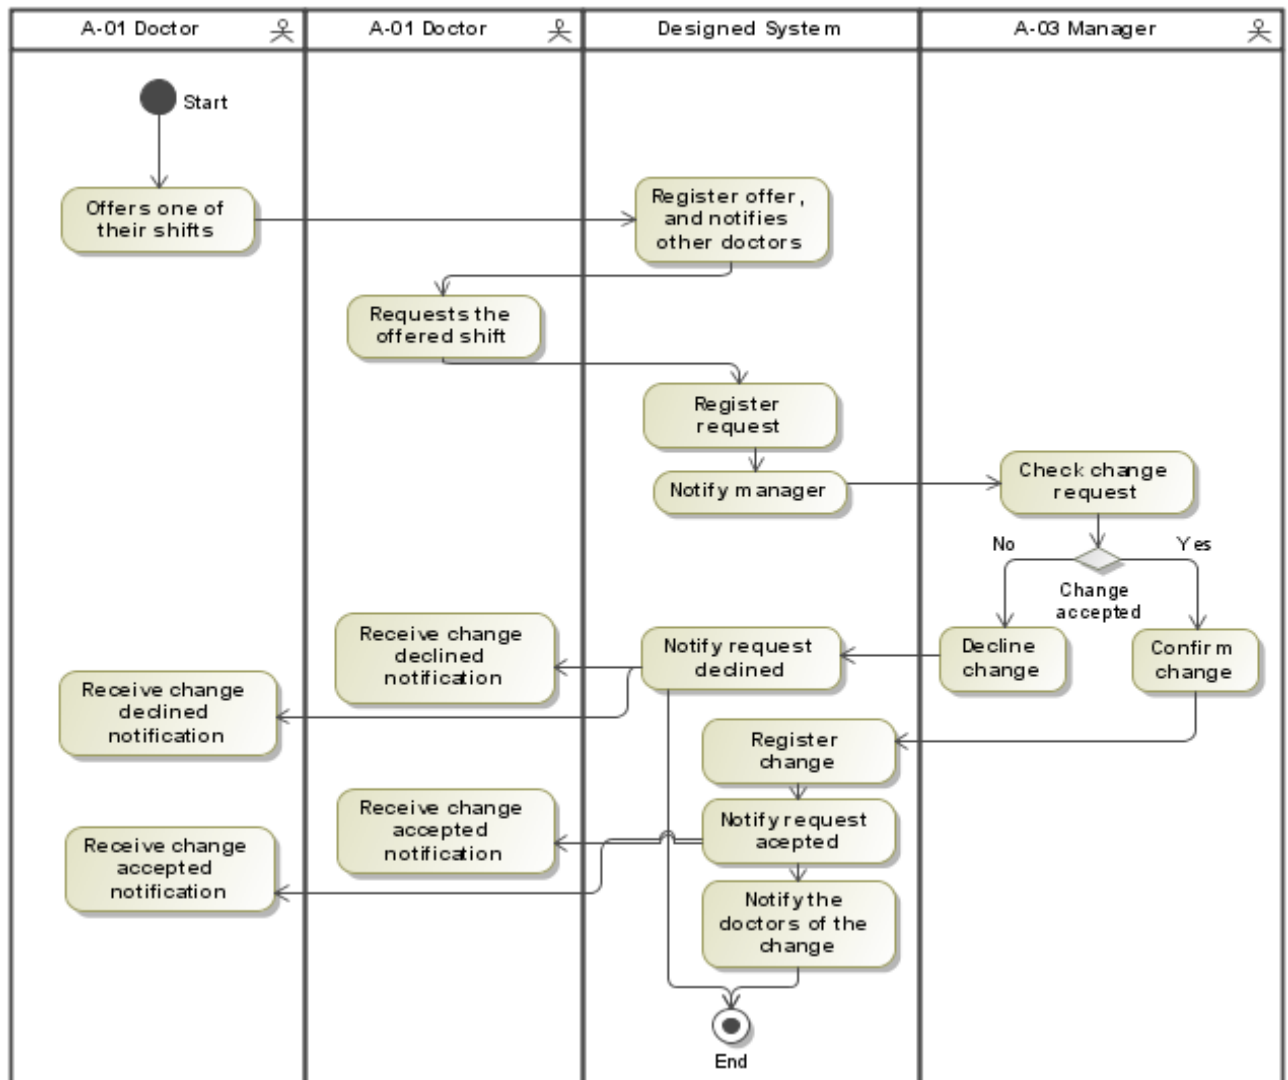 A-01 Doctor
A-01 Doctor
Designed System
A-03 Manager
Start
Offers one of
their shifts
Register offer,
and notifies
other doctors
Requests the
offered shift
Register
request
Notify manager
Check change
request
No
Yes
Change
accepted
Decline
change
Confirm
change
Notify request
declined
Receive change
declined
notification
Receive change
declined
notification
Register
change
Notify request
acepted
Receive change
accepted
notification
Receive change
accepted
notification
Notify the
doctors of the
change
End